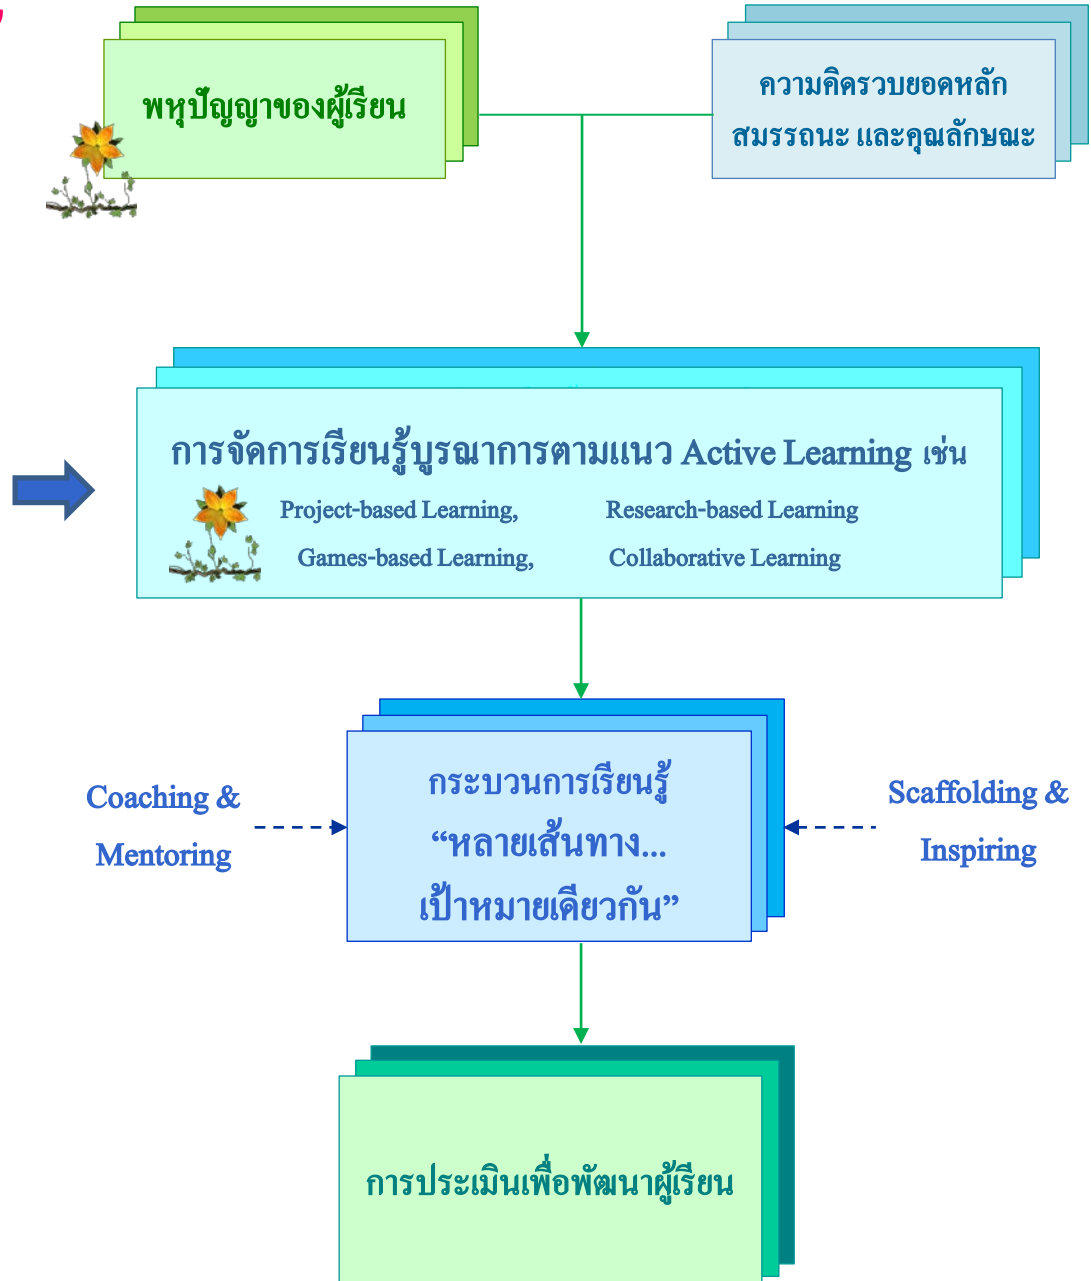 พหุปัญญาของผู้เรียน
ความคิดรวบยอดหลัก
สมรรถนะ และคุณลักษณะ
การจัดการเรียนรู้บูรณาการตามแนว Active Learning เช่น
Project-based Learning, Research-based Learning
Games-based Learning, Collaborative Learning
Coaching &
Mentoring
กระบวนการเรียนรู้
“หลายเส้นทาง...
เป้าหมายเดียวกัน”
Scaffolding &
Inspiring
การประเมินเพื่อพัฒนาผู้เรียน